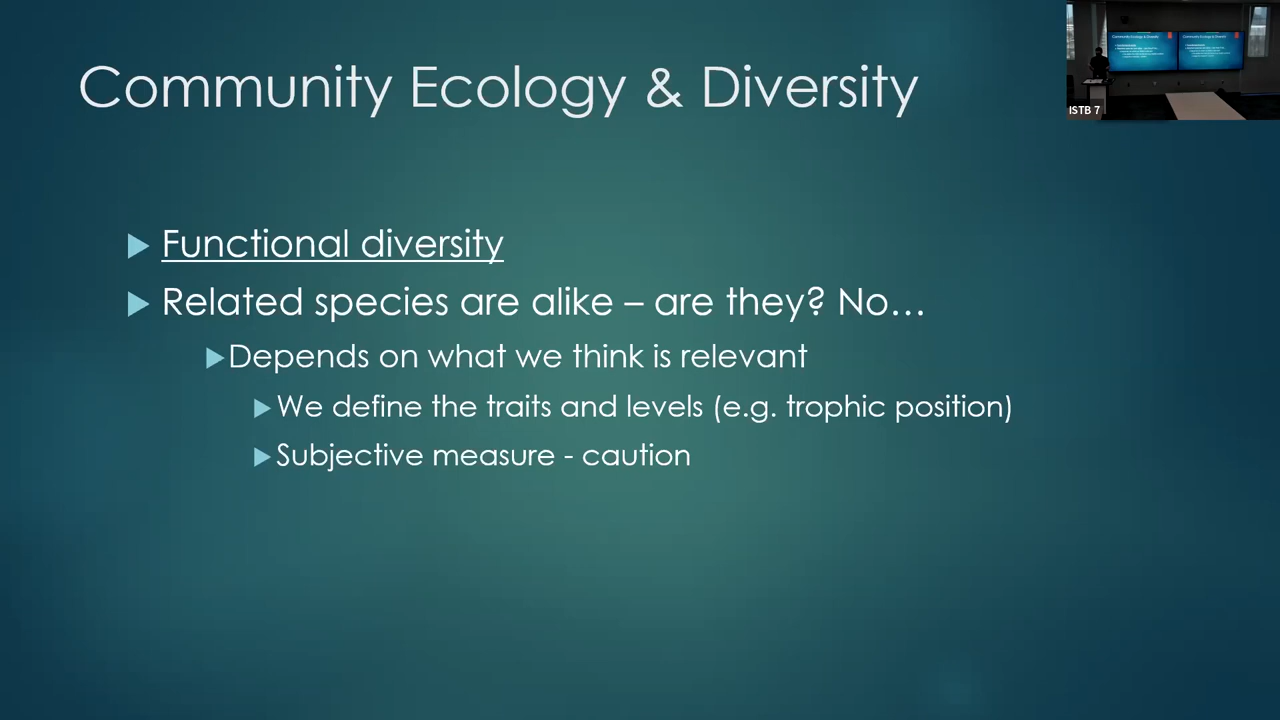 Community Ecology & Diversity
ISTB 7
Functional diversity
Related species are alike – are they? No…
Depends on what we think is relevant
We define the traits and levels (e.g. trophic position)
Subjective measure - caution